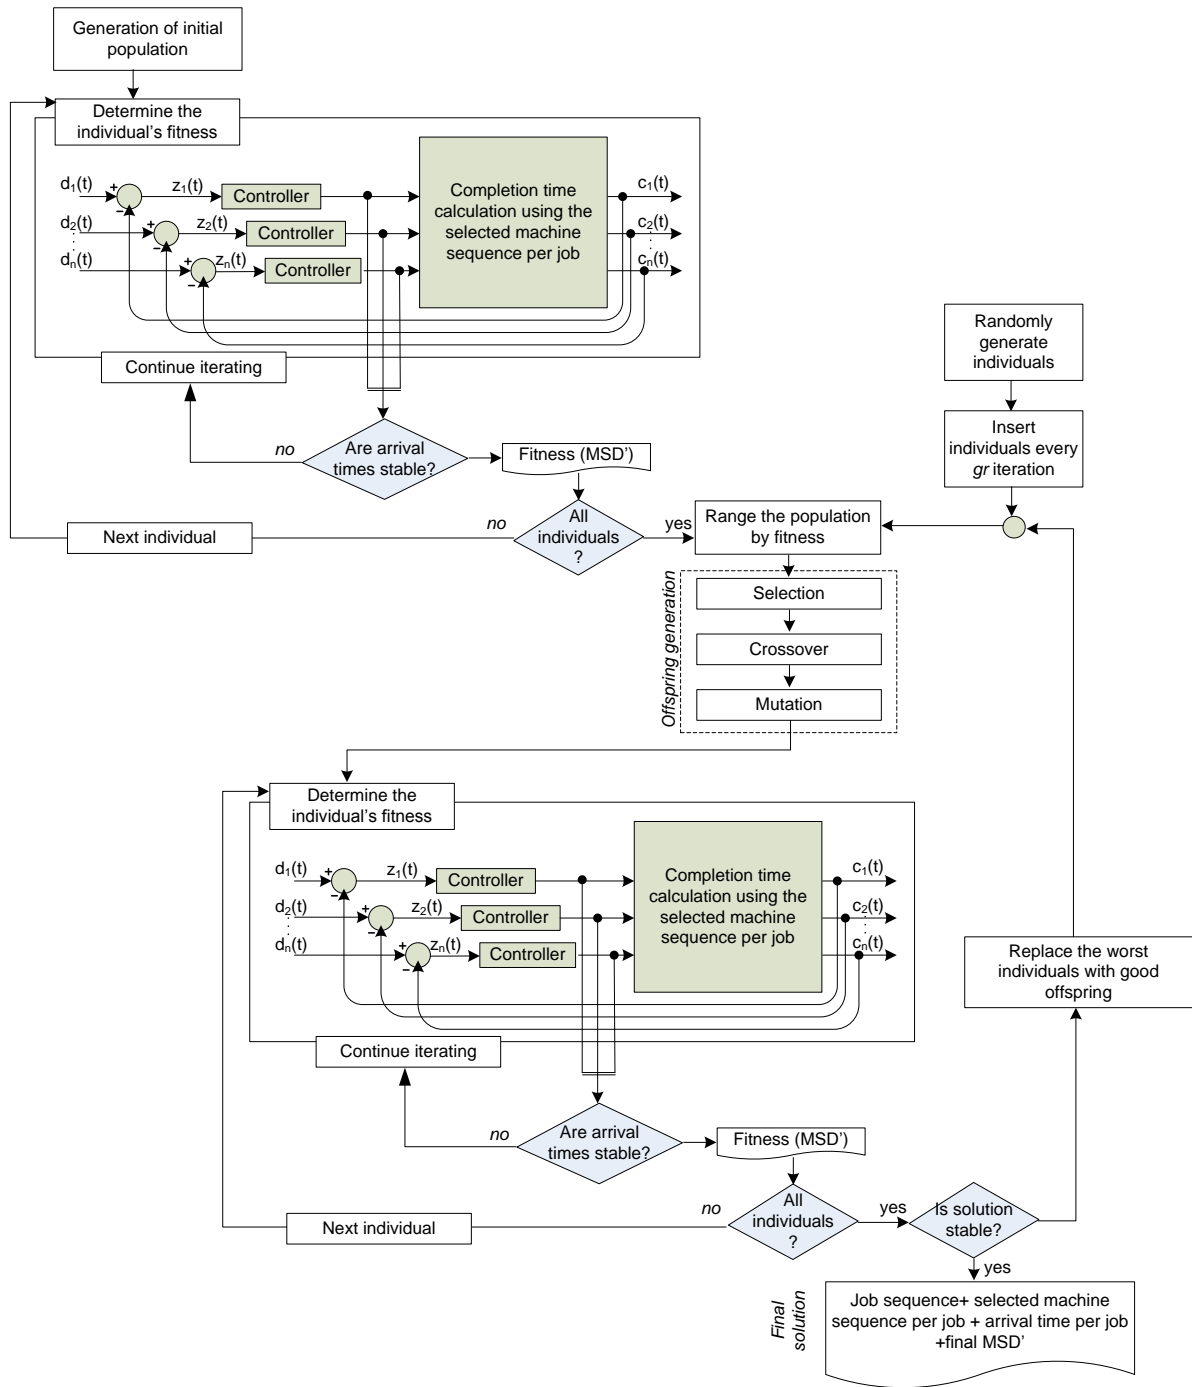 Generation of initial
population
Determine the
individual's fitness
d1(t)
+
−
z1(t)
Controller
d2(t)
+
−
z2(t)
Controller
dn(t)
+
−
zn(t)
Controller
Completion time
calculation using the
selected machine
sequence per job
c1(t)
c2(t)
cn(t)
Continue iterating
no
Are arrival
times stable?
Fitness (MSD')
Next individual
no
All
individuals
?
yes
Range the population
by fitness
Randomly
generate
individuals
Insert
individuals every
gr iteration
Offspring generation
Selection
Crossover
Mutation
Determine the
individual's fitness
d1(t)
+
−
z1(t)
Controller
d2(t)
+
−
z2(t)
Controller
dn(t)
+
−
zn(t)
Controller
Completion time
calculation using the
selected machine
sequence per job
c1(t)
c2(t)
cn(t)
Continue iterating
no
Are arrival
times stable?
Fitness (MSD')
Next individual
no
All
individuals
?
yes
Is solution
stable?
Replace the worst
individuals with good
offspring
yes
Final
solution
Job sequence+ selected machine
sequence per job + arrival time per job
+final MSD'